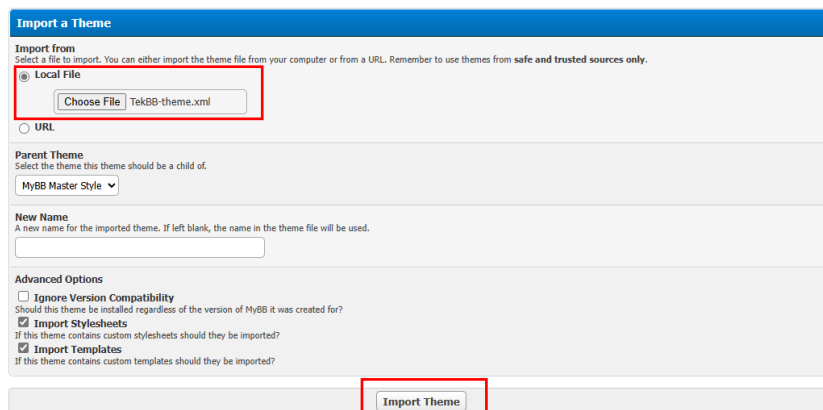 Import a Theme
Import from
Select a file to import. You can either import the theme file from your computer or from a URL. Remember to use themes from safe and trusted sources only.
Local File
Choose File TekBB-theme.xml
URL
Parent Theme
Select the theme this theme should be a child of.
MyBB Master Style
New Name
A new name for the imported theme. If left blank, the name in the theme file will be used.
Advanced Options
Ignore Version Compatibility
Should this theme be installed regardless of the version of MyBB it was created for?
Import Stylesheets
If this theme contains custom stylesheets should they be imported?
Import Templates
If this theme contains custom templates should they be imported?
Import Theme